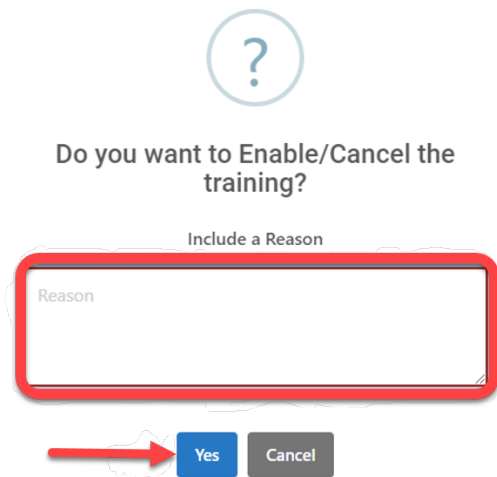 ?
Do you want to Enable/Cancel the
training?
Include a Reason
Reason
Yes Cancel